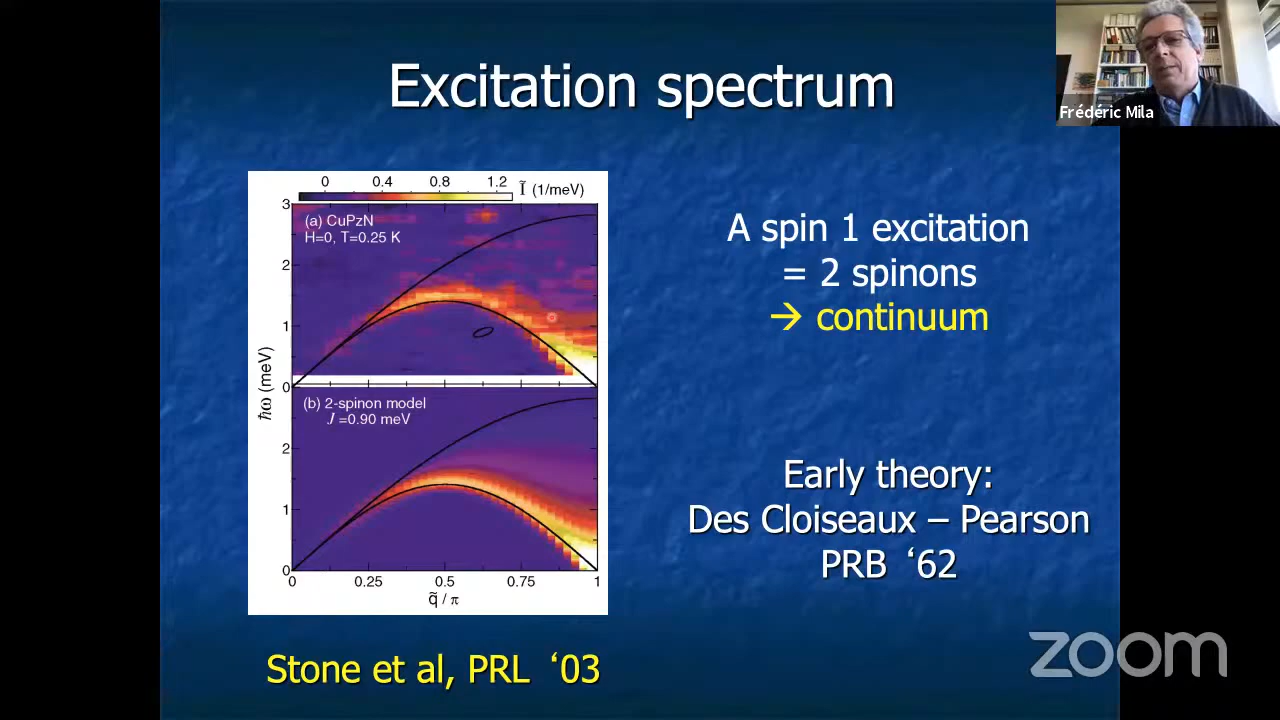 Excitation spectrum
Frédéric Mila
0 0.4 0.8 1.2 Ĩ (1/meV)
3
(a) CuPzN
H=0, T=0.25 K
2
1
0
ħω (meV)
(b) 2-spinon model
J =0.90 meV
2
1
0
0 0.25 0.5 0.75 1
q̃ / π
Stone et al, PRL ‘03
A spin 1 excitation
= 2 spinons
→ continuum
Early theory:
Des Cloiseaux – Pearson
PRB ‘62
zoom